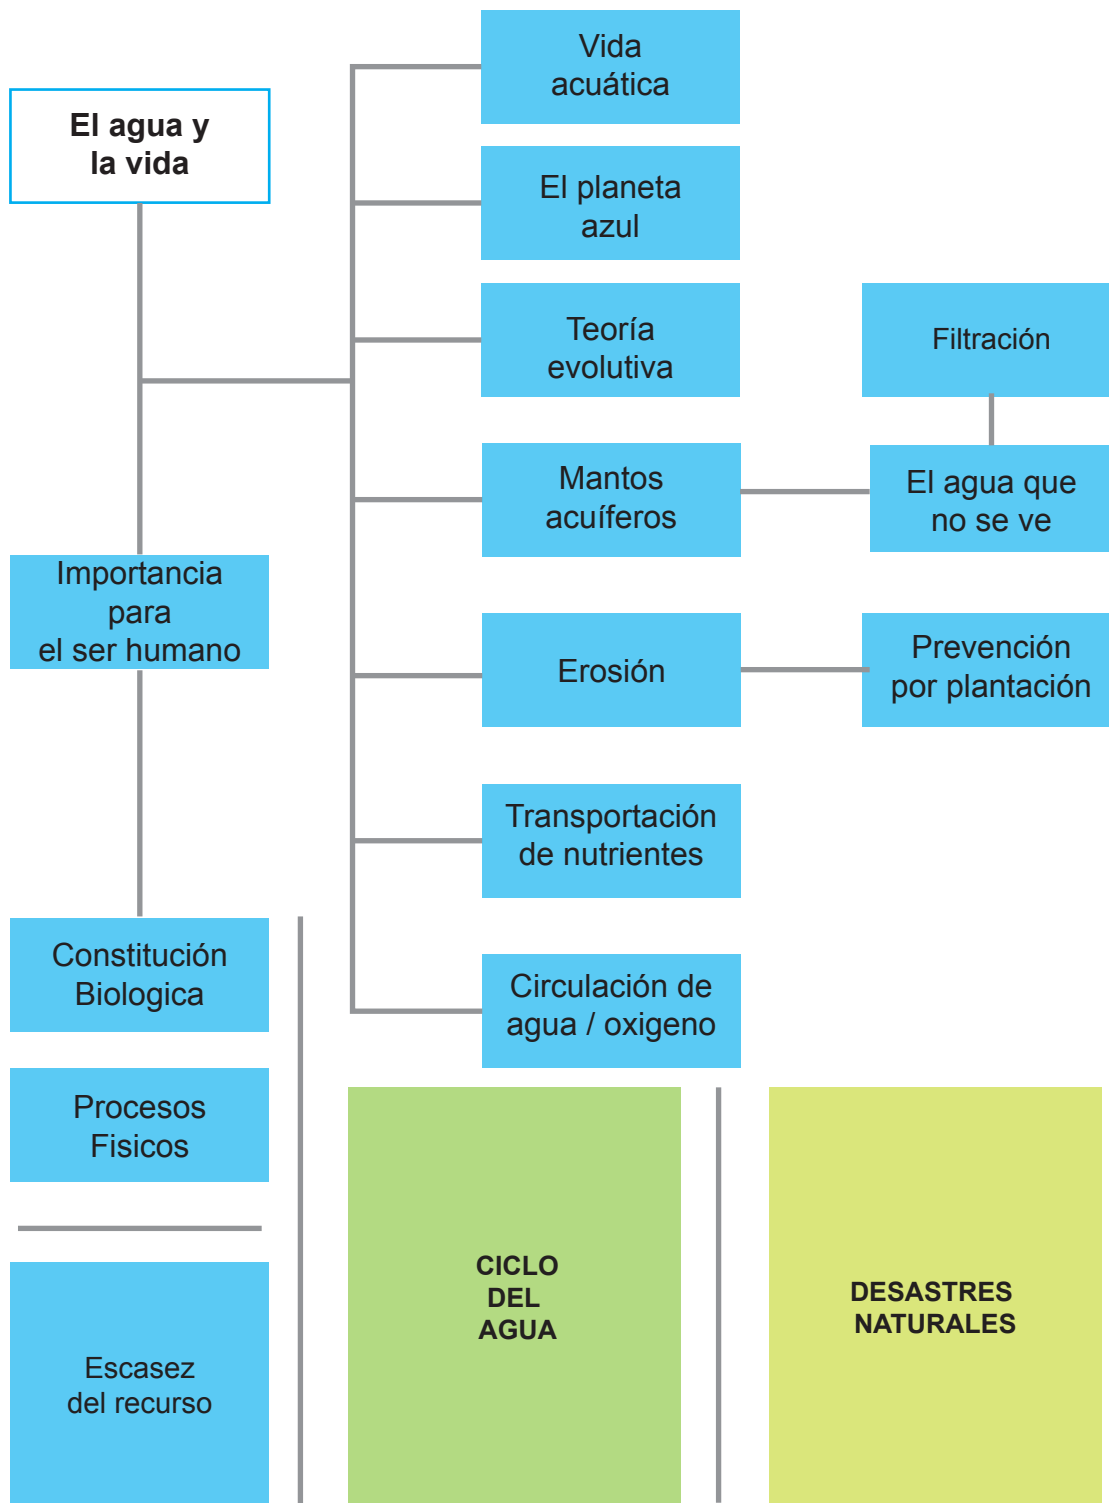 El agua y
la vida
Vida
acuática
El planeta
azul
Teoría
evolutiva
Filtración
Mantos
acuíferos
El agua que
no se ve
Importancia
para
el ser humano
Erosión
Prevención
por plantación
Transportación
de nutrientes
Constitución
Biologica
Circulación de
agua / oxigeno
Procesos
Fisicos
Escasez
del recurso
CICLO
DEL
AGUA
DESASTRES
NATURALES